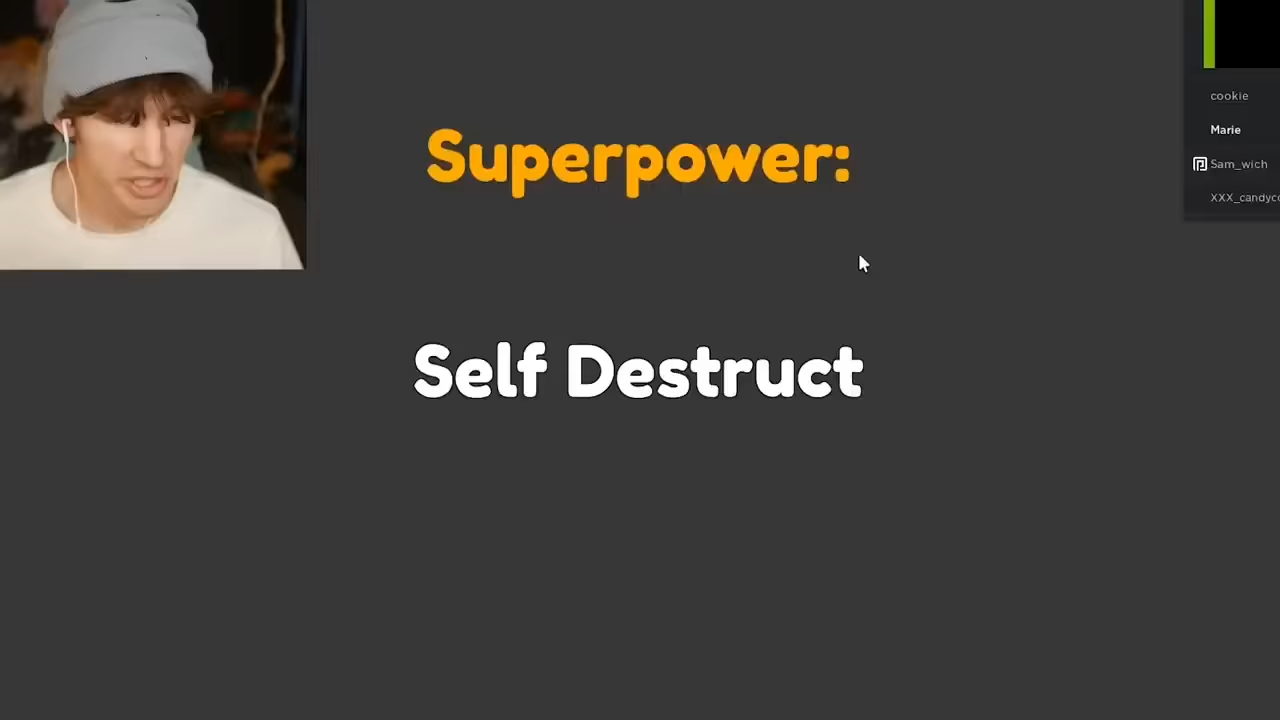 Superpower:
Self Destruct
cookie
Marie
Sam_wich